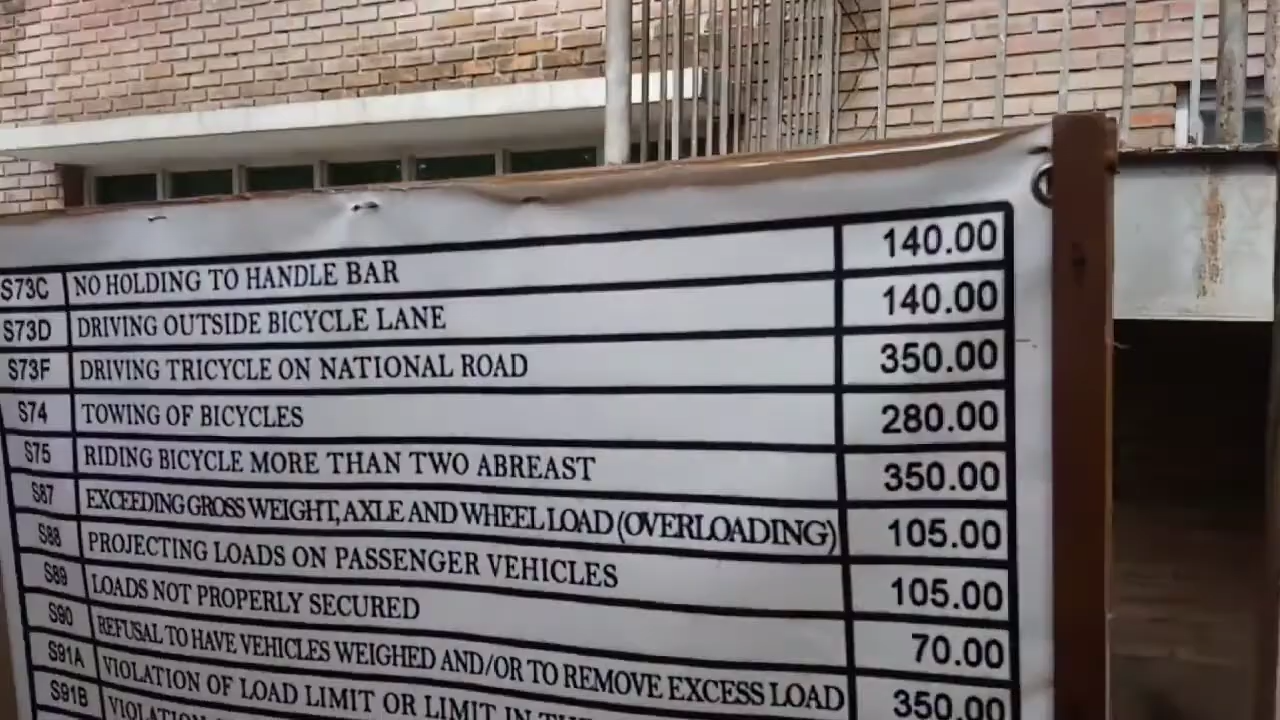 S73C NO HOLDING TO HANDLE BAR 140.00
S73D DRIVING OUTSIDE BICYCLE LANE 140.00
S73F DRIVING TRICYCLE ON NATIONAL ROAD 350.00
S74 TOWING OF BICYCLES 280.00
S75 RIDING BICYCLE MORE THAN TWO ABREAST 350.00
S87 EXCEEDING GROSS WEIGHT, AXLE AND WHEEL LOAD (OVERLOADING) 105.00
S88 PROJECTING LOADS ON PASSENGER VEHICLES 105.00
S89 LOADS NOT PROPERLY SECURED 70.00
S90 REFUSAL TO HAVE VEHICLES WEIGHED AND/OR TO REMOVE EXCESS LOAD 350.00
S91A VIOLATION OF LOAD LIMIT OR LIMIT IN
S91B